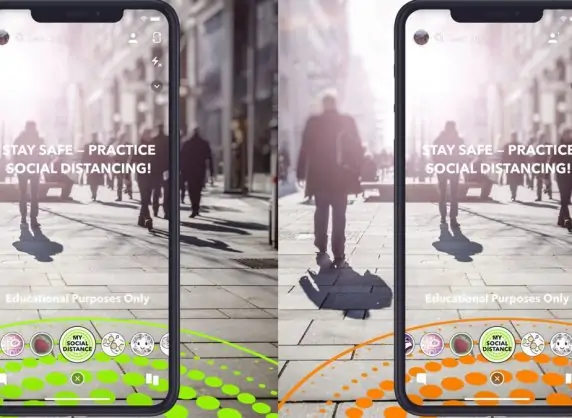 STAY SAFE – PRACTICE
SOCIAL DISTANCING!
Educational Purposes Only
MY
SOCIAL
DISTANCE
STAY SAFE – PRACTICE
SOCIAL DISTANCING!
Educational Purposes Only
MY
SOCIAL
DISTANCE